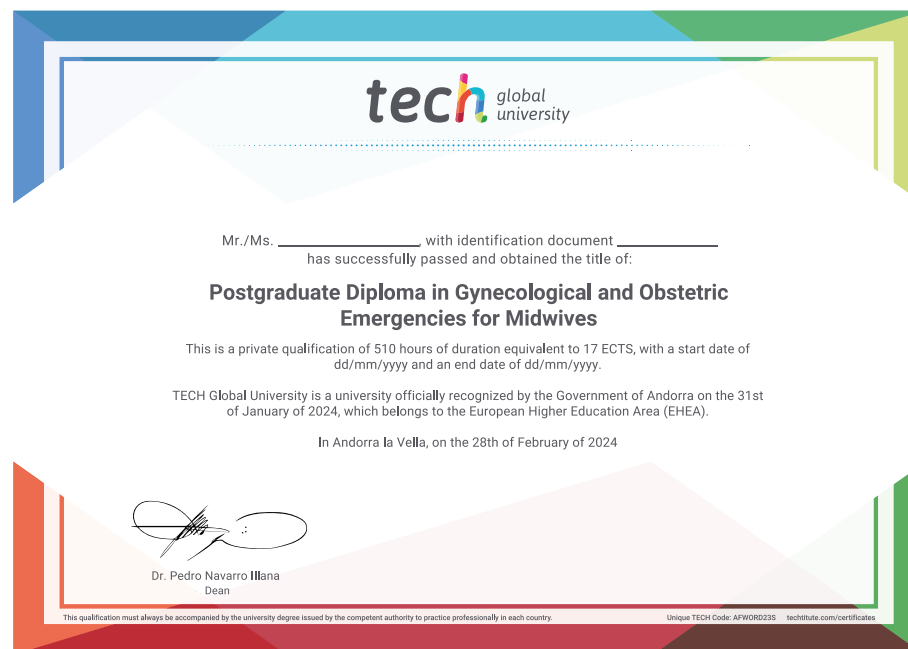 tech global university
Mr./Ms. ____________________, with identification document ______________
has successfully passed and obtained the title of:
Postgraduate Diploma in Gynecological and Obstetric
Emergencies for Midwives
This is a private qualification of 510 hours of duration equivalent to 17 ECTS, with a start date of
dd/mm/yyyy and an end date of dd/mm/yyyy.
TECH Global University is a university officially recognized by the Government of Andorra on the 31st
of January of 2024, which belongs to the European Higher Education Area (EHEA).
In Andorra la Vella, on the 28th of February of 2024
Dr. Pedro Navarro Illana
Dean
This qualification must always be accompanied by the university degree issued by the competent authority to practice professionally in each country.
Unique TECH Code: AFWORD23S techtitute.com/certificates